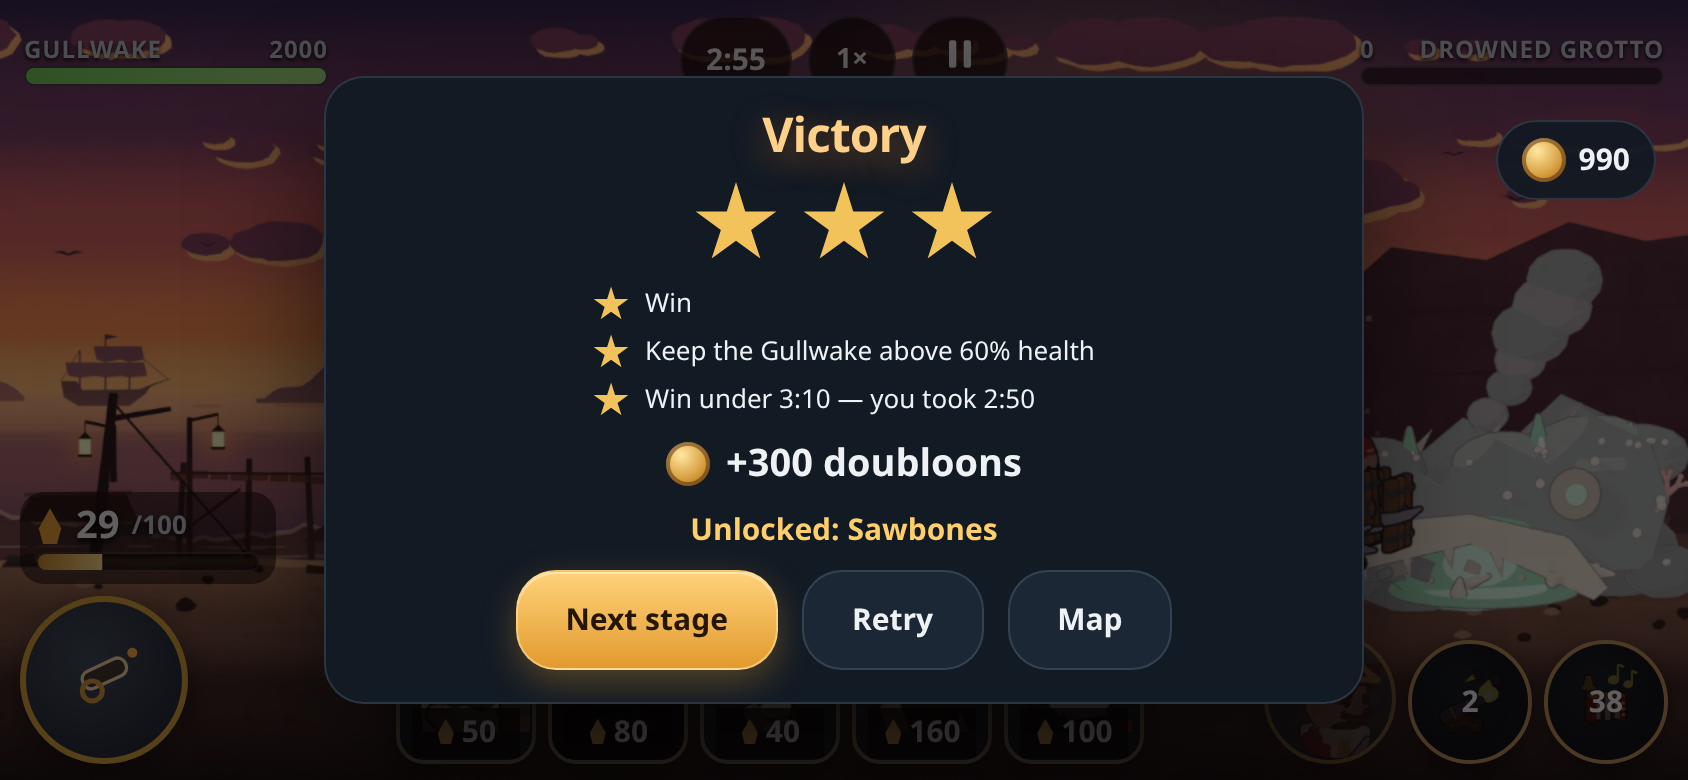 GULLWAKE 2000
2:55 1×
0 DROWNED GROTTO
990
Victory
Win
Keep the Gullwake above 60% health
Win under 3:10 — you took 2:50
+300 doubloons
29 /100
Unlocked: Sawbones
Next stage Retry Map
50 80 40 160 100
2 38